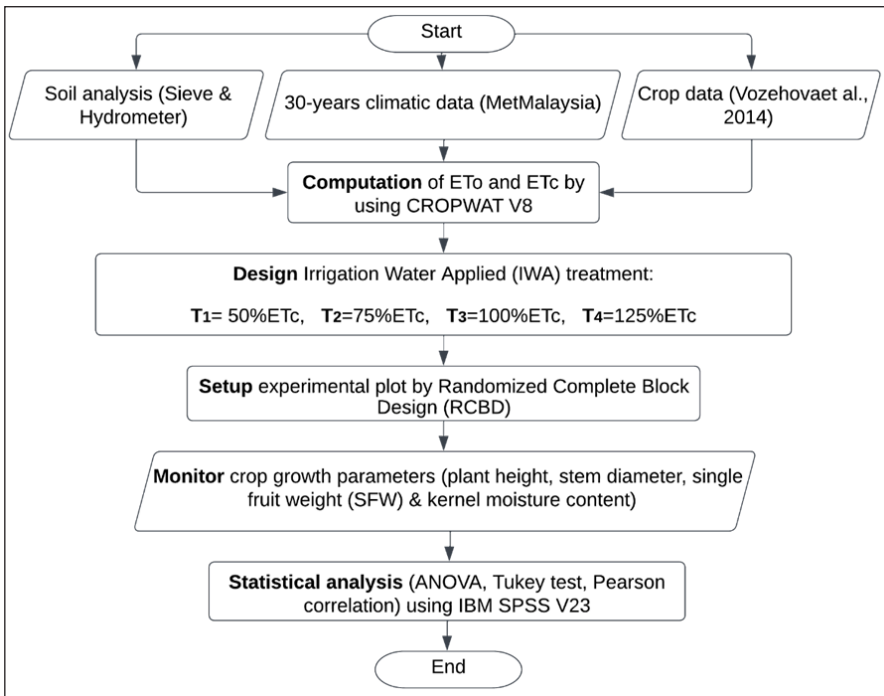 Start
Soil analysis (Sieve &
Hydrometer)
30-years climatic data (MetMalaysia)
Crop data (Vozehovaet al.,
2014)
Computation of ETo and ETc by
using CROPWAT V8
Design Irrigation Water Applied (IWA) treatment:
T1= 50%ETc, T2=75%ETc, T3=100%ETc, T4=125%ETc
Setup experimental plot by Randomized Complete Block
Design (RCBD)
Monitor crop growth parameters (plant height, stem diameter, single
fruit weight (SFW) & kernel moisture content)
Statistical analysis (ANOVA, Tukey test, Pearson
correlation) using IBM SPSS V23
End